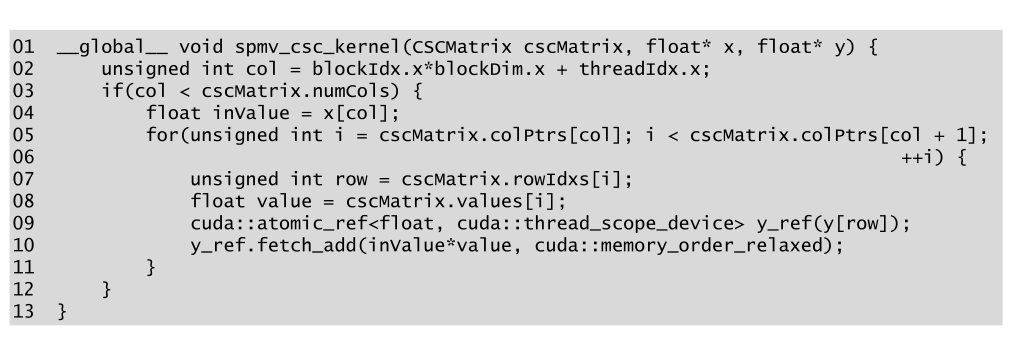 01 __global__ void spmv_csc_kernel(CSCMatrix cscMatrix, float* x, float* y) {
02     unsigned int col = blockIdx.x*blockDim.x + threadIdx.x;
03     if(col < cscMatrix.numCols) {
04         float inValue = x[col];
05         for(unsigned int i = cscMatrix.colPtrs[col]; i < cscMatrix.colPtrs[col + 1];
06                                                                             ++i) {
07             unsigned int row = cscMatrix.rowIdxs[i];
08             float value = cscMatrix.values[i];
09             cuda::atomic_ref<float, cuda::thread_scope_device> y_ref(y[row]);
10             y_ref.fetch_add(inValue*value, cuda::memory_order_relaxed);
11         }
12     }
13 }